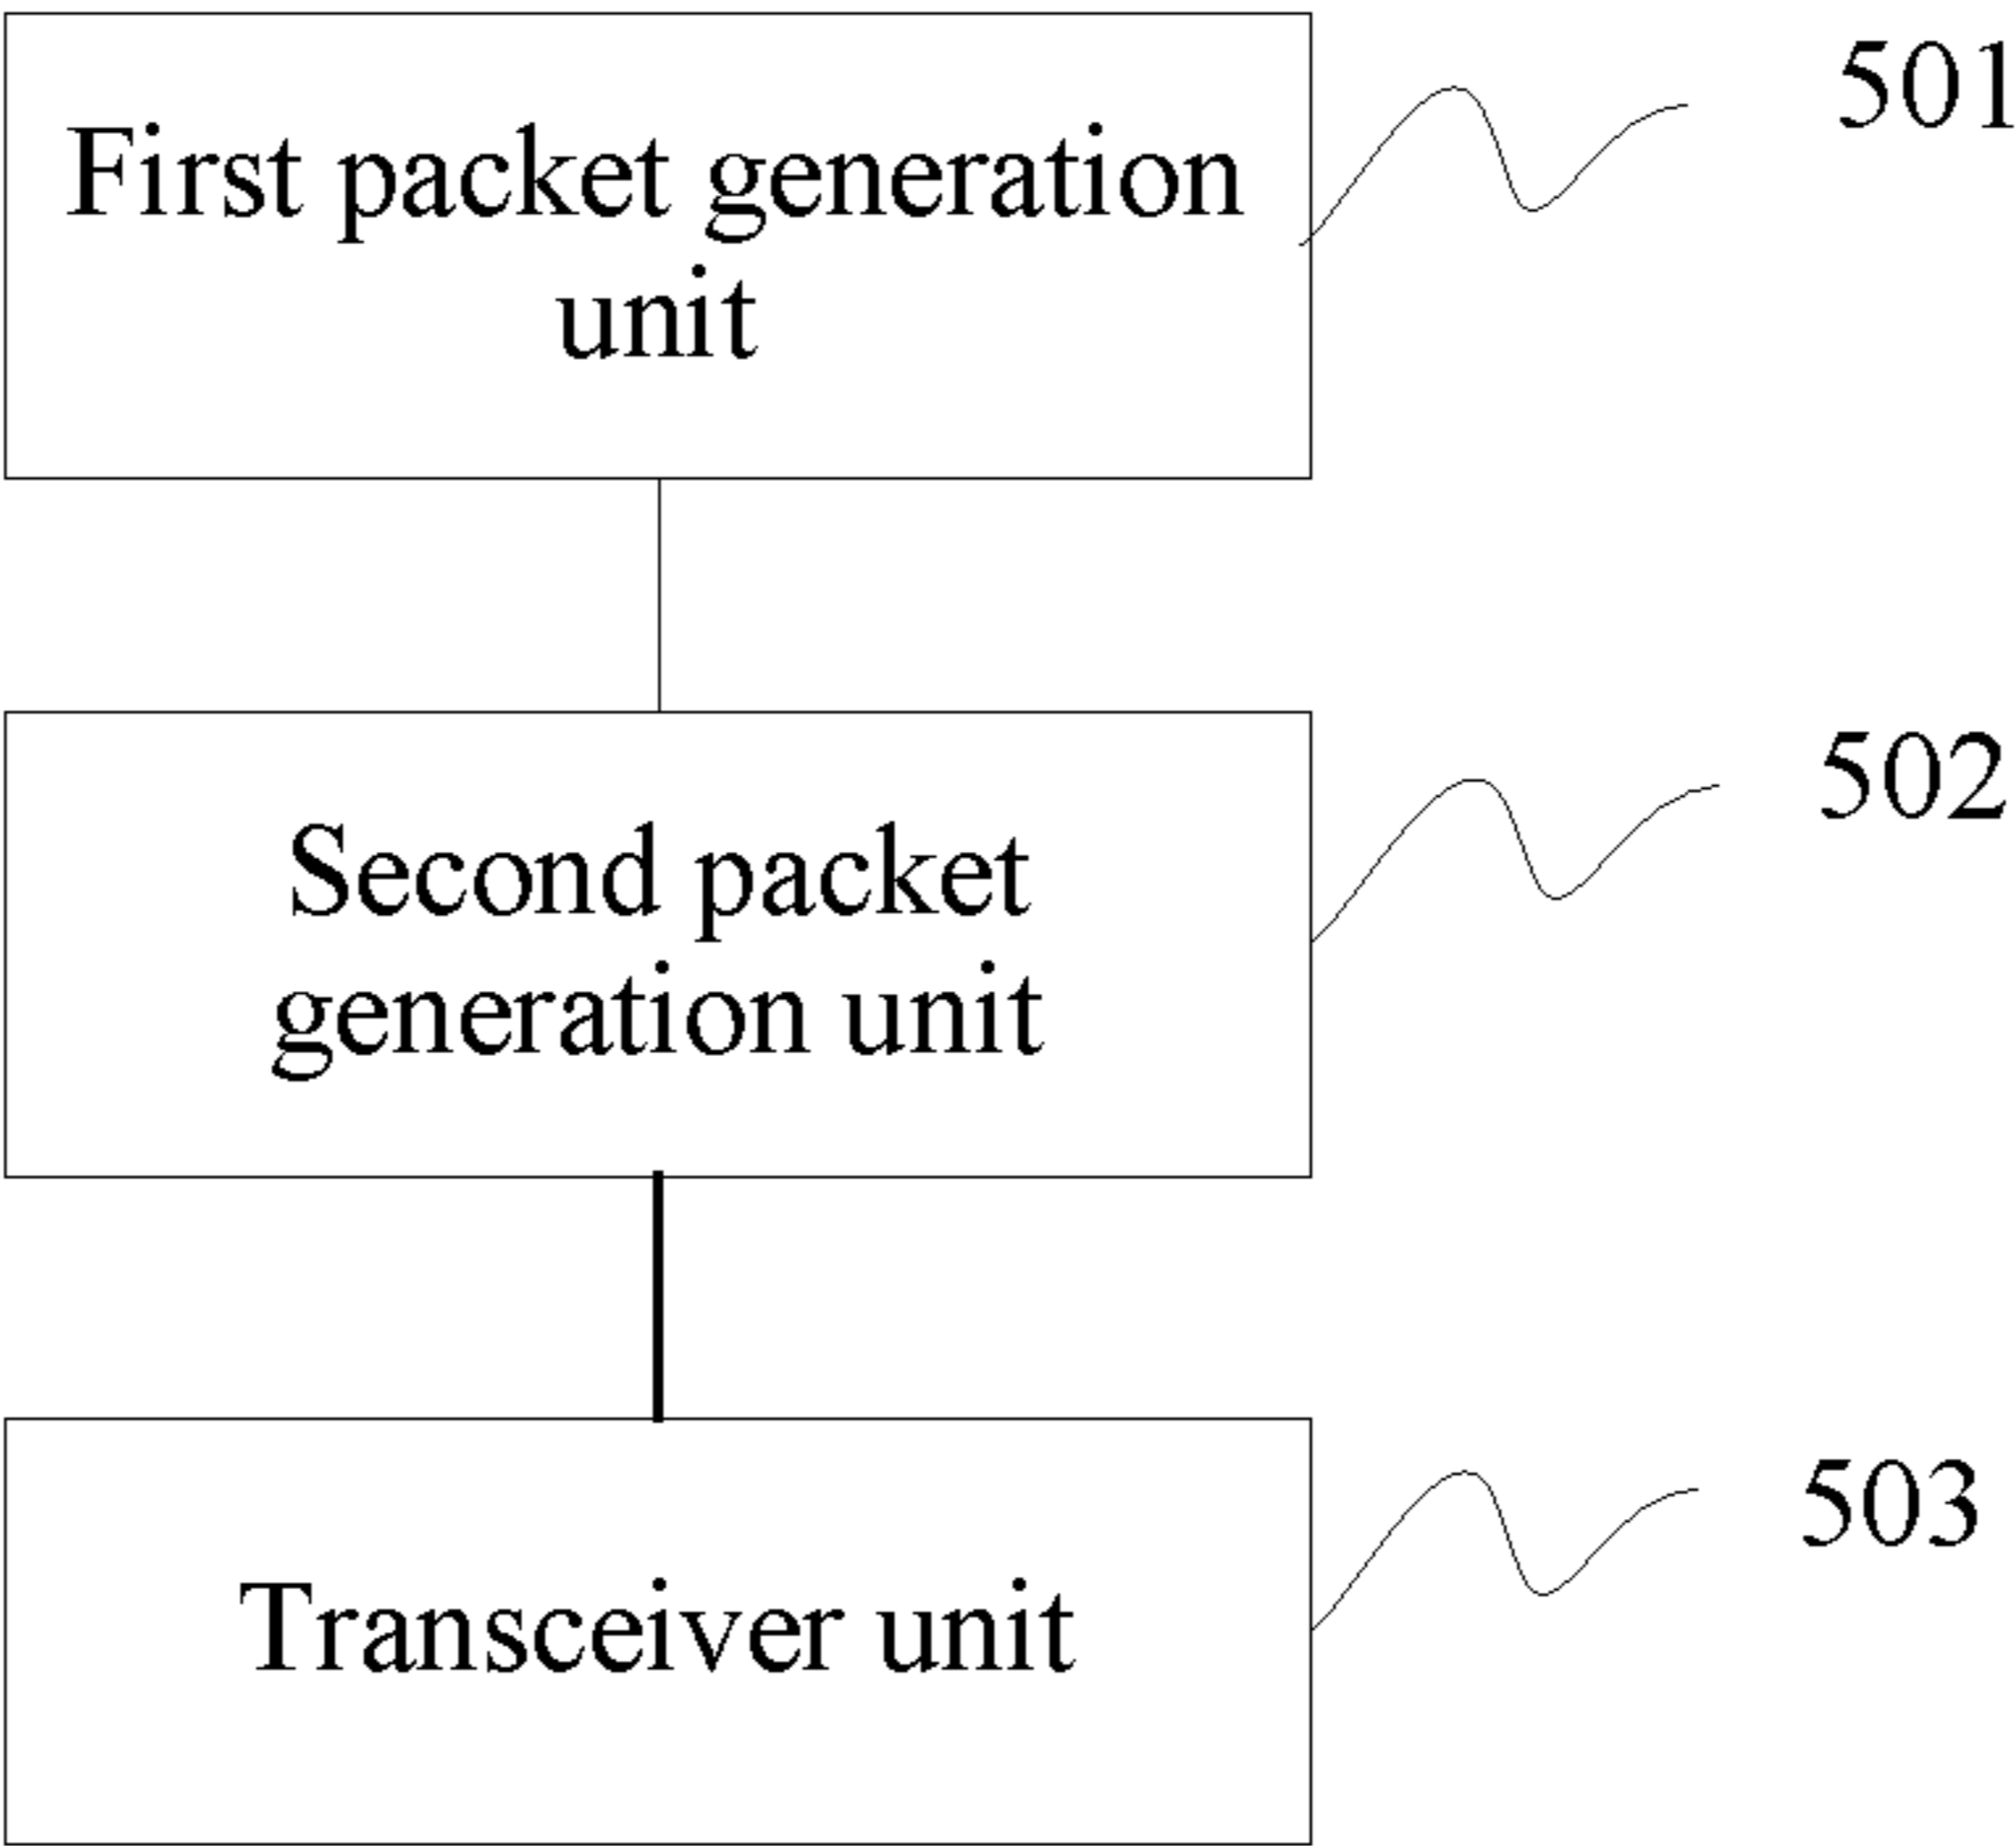 First packet generation
unit
501
Second packet
generation unit
502
Transceiver unit
503